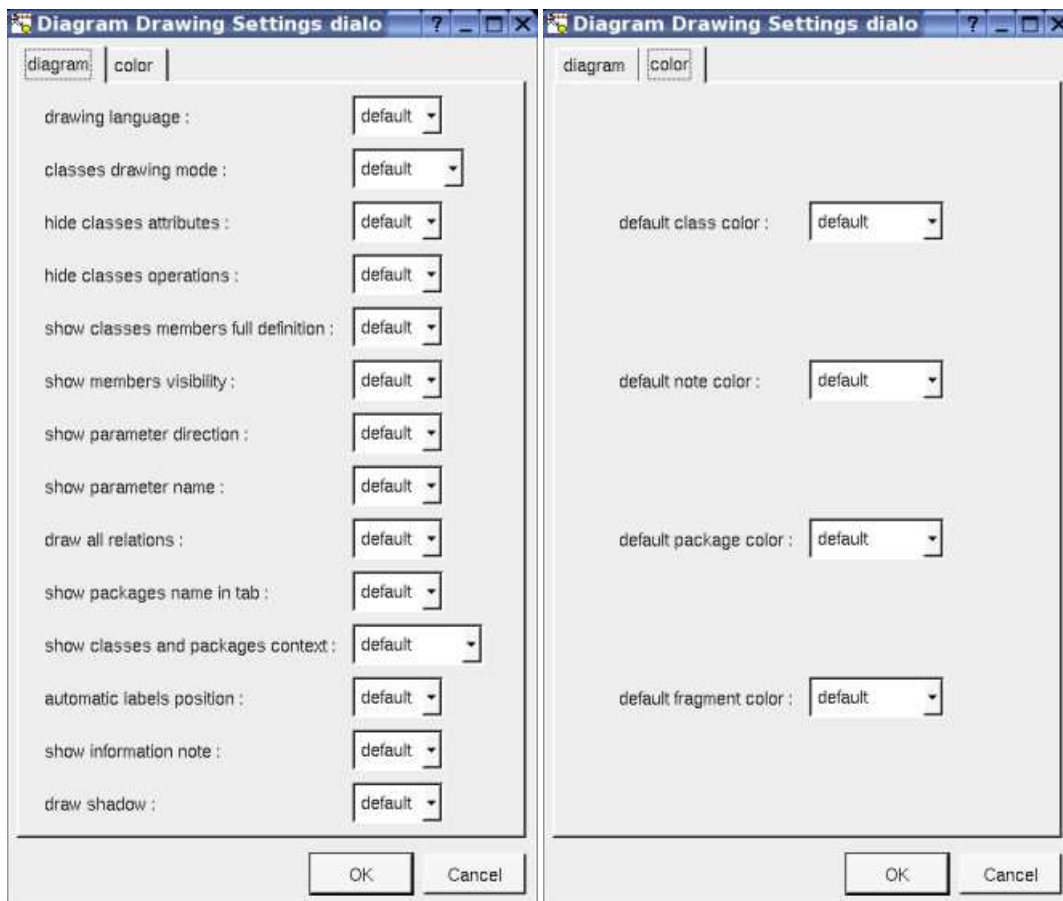 Diagram Drawing Settings dialo ?
diagram color
drawing language : default
classes drawing mode : default
hide classes attributes : default
hide classes operations : default
show classes members full definition : default
show members visibility : default
show parameter direction : default
show parameter name : default
draw all relations : default
show packages name in tab : default
show classes and packages context : default
automatic labels position : default
show information note : default
draw shadow : default
OK Cancel
Diagram Drawing Settings dialo ?
diagram color
default class color : default
default note color : default
default package color : default
default fragment color : default
OK Cancel